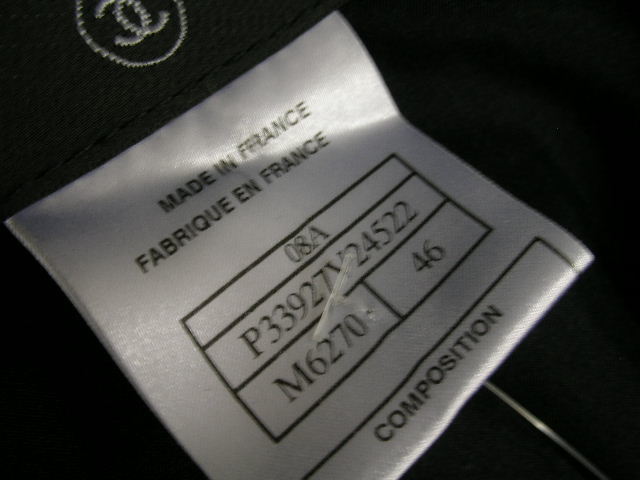 MADE IN FRANCE
FABRIQUE EN FRANCE
08A
P33927V24522
M6270 46
COMPOSITION